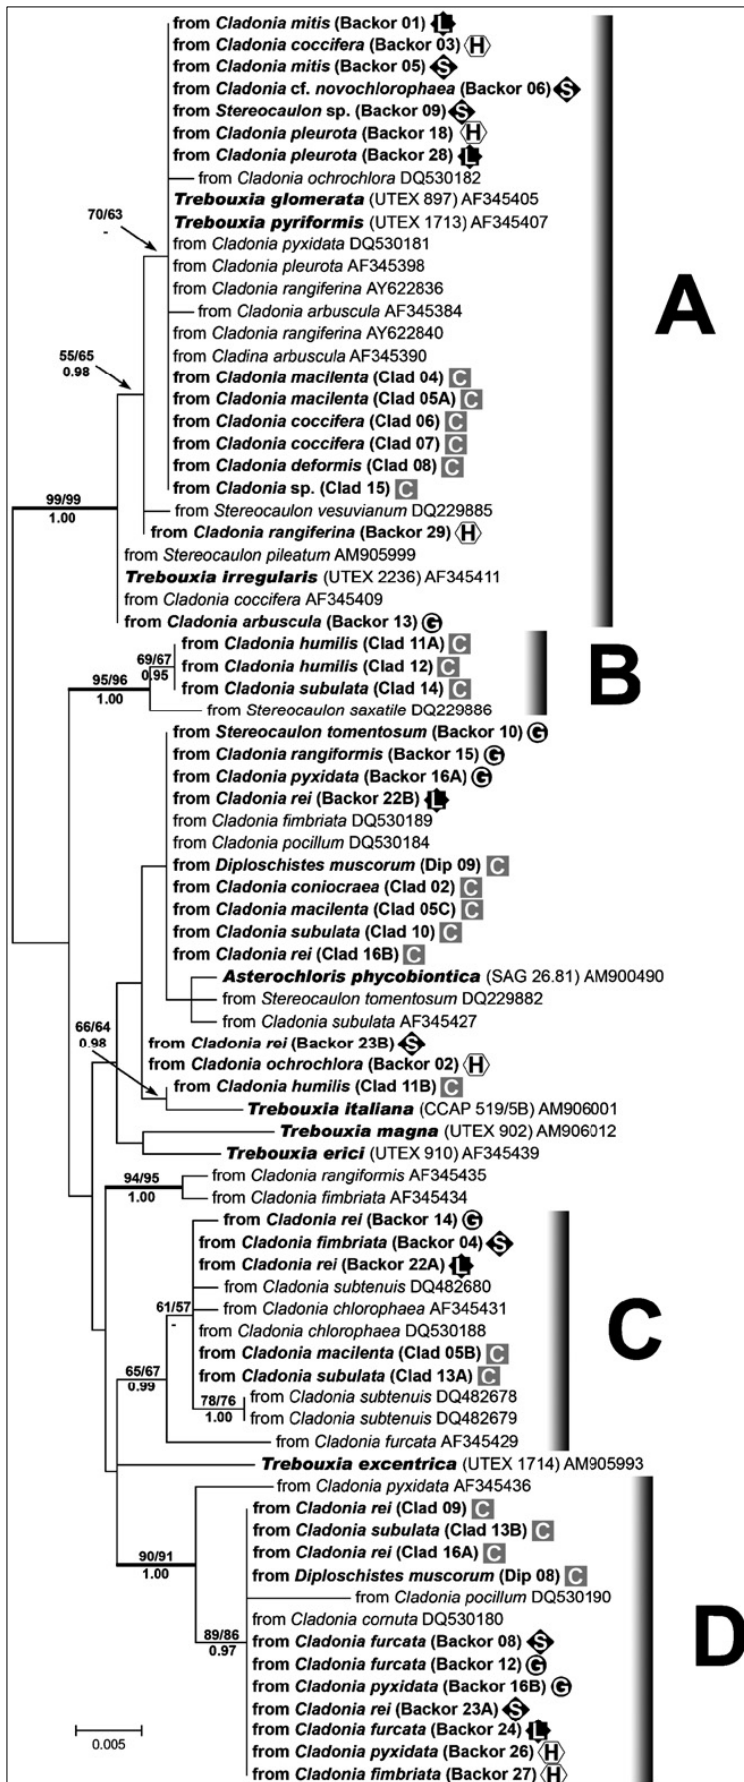 from Cladonia mitis (Backor 01) L
from Cladonia coccifera (Backor 03) H
from Cladonia mitis (Backor 05) S
from Cladonia cf. novochlorophaea (Backor 06) S
from Stereocaulon sp. (Backor 09) S
from Cladonia pleurota (Backor 18) H
from Cladonia pleurota (Backor 28) L
from Cladonia ochrochlora DQ530182
Trebouxia glomerata (UTEX 897) AF345405
70/63
-
Trebouxia pyriformis (UTEX 1713) AF345407
from Cladonia pyxidata DQ530181
from Cladonia pleurota AF345398
from Cladonia rangiferina AY622836
A
from Cladonia arbuscula AF345384
from Cladonia rangiferina AY622840
55/65
0.98
from Cladina arbuscula AF345390
from Cladonia macilenta (Clad 04) C
from Cladonia macilenta (Clad 05A) C
from Cladonia coccifera (Clad 06) C
from Cladonia coccifera (Clad 07) C
from Cladonia deformis (Clad 08) C
from Cladonia sp. (Clad 15) C
99/99
1.00
from Stereocaulon vesuvianum DQ229885
from Cladonia rangiferina (Backor 29) H
from Stereocaulon pileatum AM905999
Trebouxia irregularis (UTEX 2236) AF345411
from Cladonia coccifera AF345409
from Cladonia arbuscula (Backor 13) G
from Cladonia humilis (Clad 11A) C
69/67
0.95
from Cladonia humilis (Clad 12) C
B
95/96
1.00
from Cladonia subulata (Clad 14) C
from Stereocaulon saxatile DQ229886
from Stereocaulon tomentosum (Backor 10) G
from Cladonia rangiformis (Backor 15) G
from Cladonia pyxidata (Backor 16A) G
from Cladonia rei (Backor 22B) L
from Cladonia fimbriata DQ530189
from Cladonia pocillum DQ530184
from Diploschistes muscorum (Dip 09) C
from Cladonia coniocraea (Clad 02) C
from Cladonia macilenta (Clad 05C) C
from Cladonia subulata (Clad 10) C
from Cladonia rei (Clad 16B) C
Asterochloris phycobiontica (SAG 26.81) AM900490
from Stereocaulon tomentosum DQ229882
from Cladonia subulata AF345427
66/64
0.98
from Cladonia rei (Backor 23B) S
from Cladonia ochrochlora (Backor 02) H
from Cladonia humilis (Clad 11B) C
Trebouxia italiana (CCAP 519/5B) AM906001
Trebouxia magna (UTEX 902) AM906012
Trebouxia erici (UTEX 910) AF345439
94/95
1.00
from Cladonia rangiformis AF345435
from Cladonia fimbriata AF345434
from Cladonia rei (Backor 14) G
from Cladonia fimbriata (Backor 04) S
from Cladonia rei (Backor 22A) L
from Cladonia subtenuis DQ482680
61/57
-
from Cladonia chlorophaea AF345431
from Cladonia chlorophaea DQ530188
C
from Cladonia macilenta (Clad 05B) C
65/67
0.99
from Cladonia subulata (Clad 13A) C
78/76
1.00
from Cladonia subtenuis DQ482678
from Cladonia subtenuis DQ482679
from Cladonia furcata AF345429
Trebouxia excentrica (UTEX 1714) AM905993
from Cladonia pyxidata AF345436
from Cladonia rei (Clad 09) C
from Cladonia subulata (Clad 13B) C
90/91
1.00
from Cladonia rei (Clad 16A) C
from Diploschistes muscorum (Dip 08) C
from Cladonia pocillum DQ530190
from Cladonia cornuta DQ530180
89/86
0.97
from Cladonia furcata (Backor 08) S
D
from Cladonia furcata (Backor 12) G
from Cladonia pyxidata (Backor 16B) G
from Cladonia rei (Backor 23A) S
from Cladonia furcata (Backor 24) L
0.005
from Cladonia pyxidata (Backor 26) H
from Cladonia fimbriata (Backor 27) H